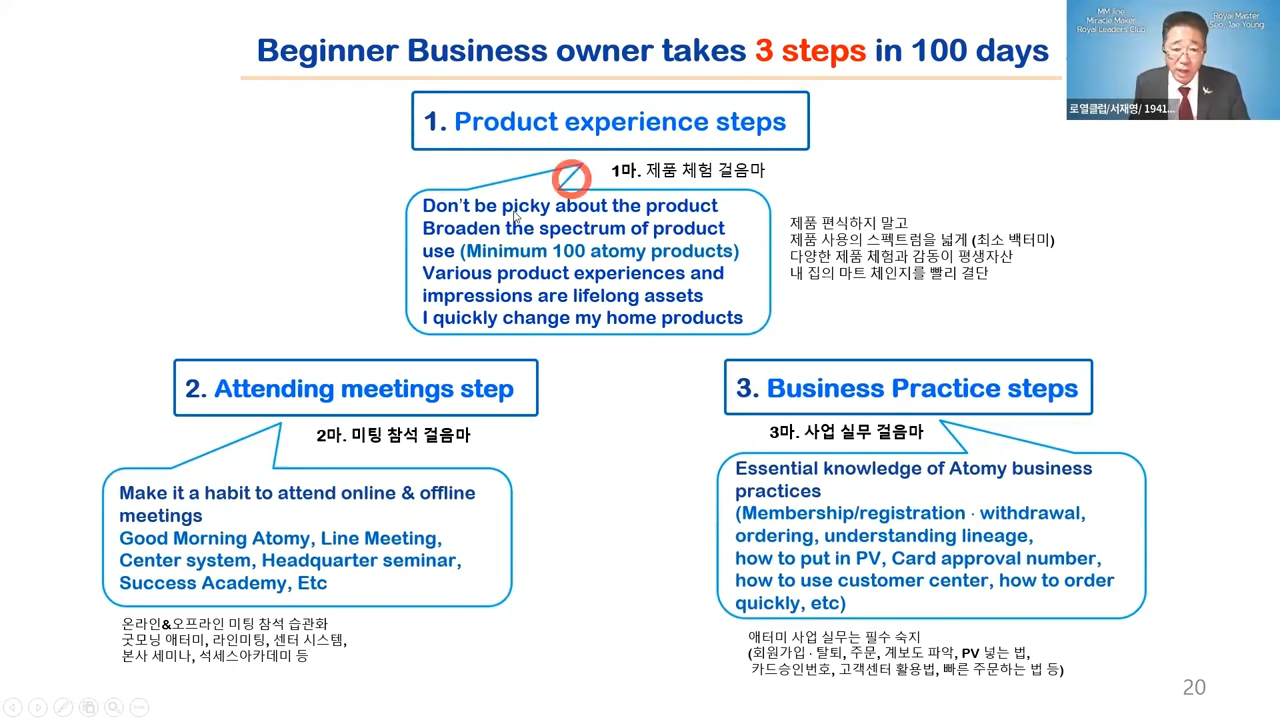 Beginner Business owner takes 3 steps in 100 days
MM line
Miracle Maker
Royal Leaders Club
Royal Master
Seo, Jae Young
로열클럽/서재영/ 1941...
1. Product experience steps
1마. 제품 체험 걸음마
Don't be picky about the product
Broaden the spectrum of product
use (Minimum 100 atomy products)
Various product experiences and
impressions are lifelong assets
I quickly change my home products
제품 편식하지 말고
제품 사용의 스펙트럼을 넓게 (최소 백터미)
다양한 제품 체험과 감동이 평생자산
내 집의 마트 체인지를 빨리 결단
2. Attending meetings step
2마. 미팅 참석 걸음마
Make it a habit to attend online & offline
meetings
Good Morning Atomy, Line Meeting,
Center system, Headquarter seminar,
Success Academy, Etc
온라인&오프라인 미팅 참석 습관화
굿모닝 애터미, 라인미팅, 센터 시스템,
본사 세미나, 석세스아카데미 등
3. Business Practice steps
3마. 사업 실무 걸음마
Essential knowledge of Atomy business
practices
(Membership/registration · withdrawal,
ordering, understanding lineage,
how to put in PV, Card approval number,
how to use customer center, how to order
quickly, etc)
애터미 사업 실무는 필수 숙지
(회원가입 · 탈퇴, 주문, 계보도 파악, PV 넣는 법,
카드승인번호, 고객센터 활용법, 빠른 주문하는 법 등)
20